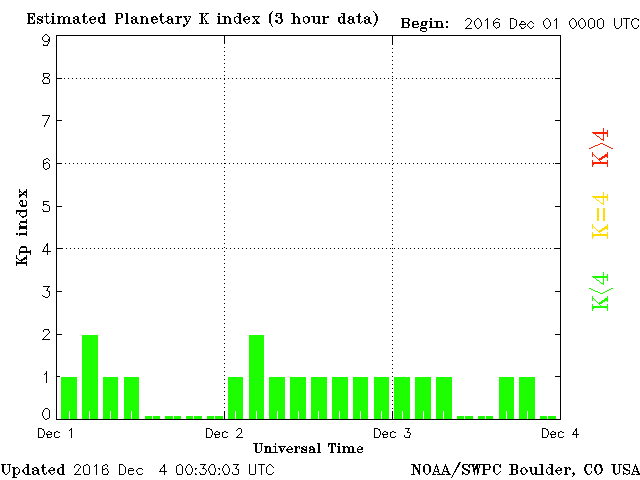 Estimated Planetary K index (3 hour data) Begin: 2016 Dec 01 0000 UTC
9
8
7
6
5
4
3
2
1
0
Kp index
K>4
K=4
K<4
Dec 1 Dec 2 Dec 3 Dec 4
Universal Time
Updated 2016 Dec 4 00:30:03 UTC NOAA/SWPC Boulder, CO USA